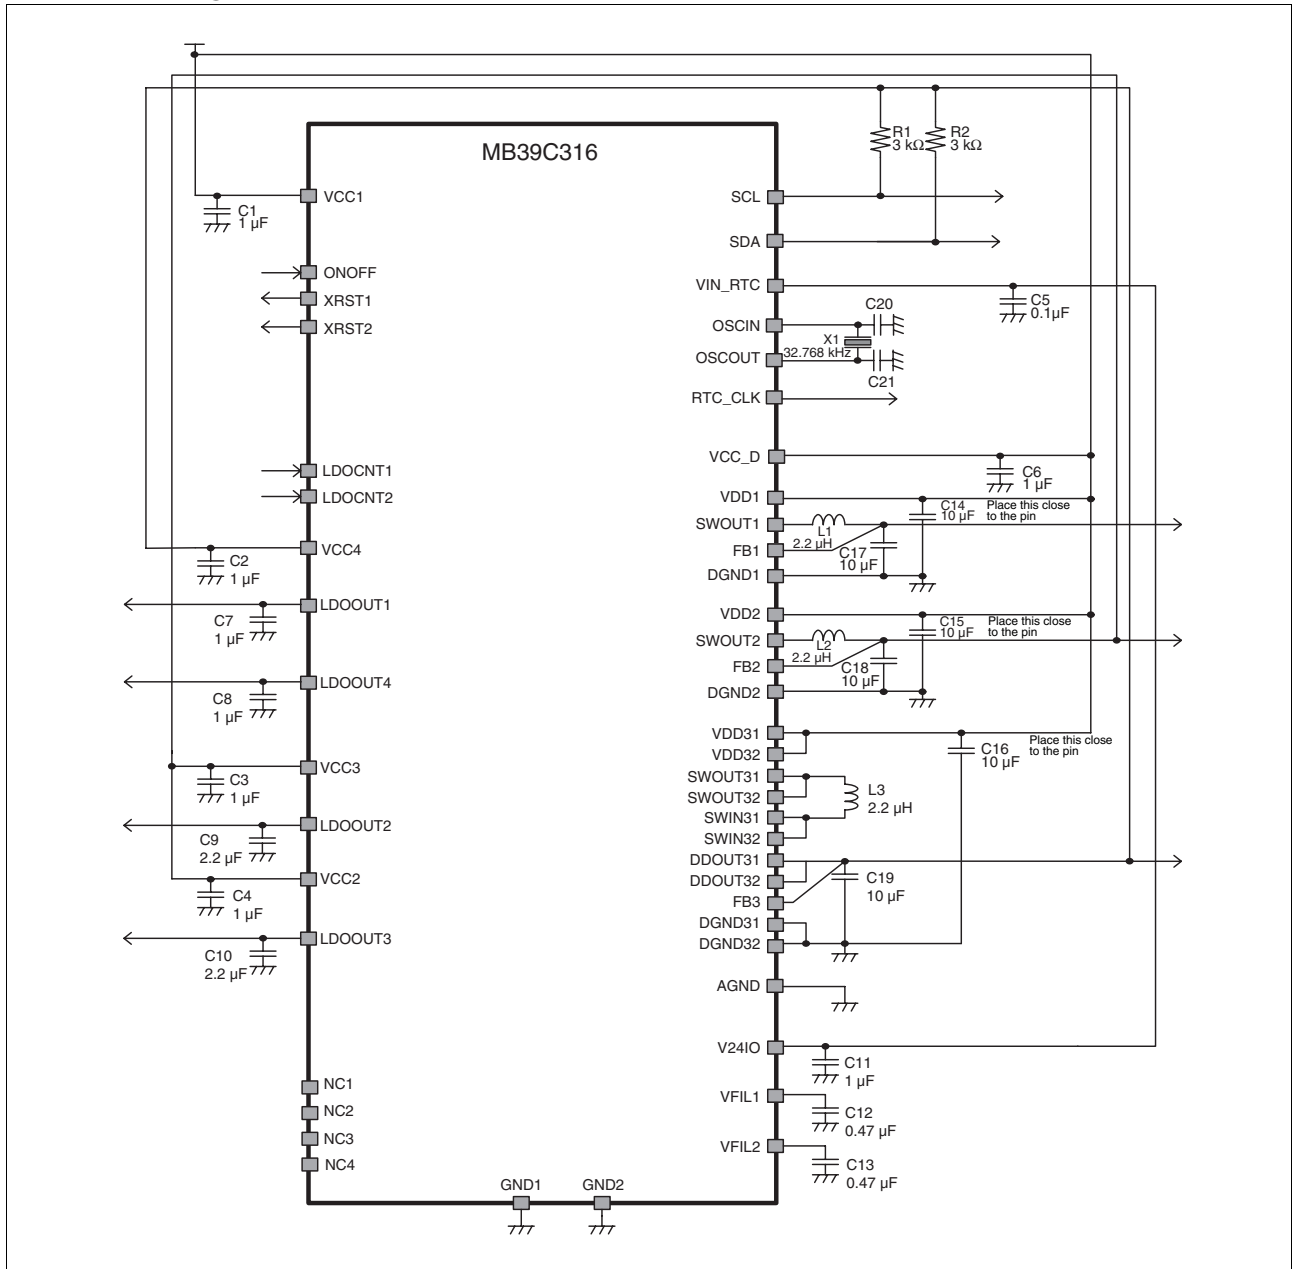 MB39C316
R1
3 kΩ
R2
3 kΩ
VCC1
C1
1 µF
ONOFF
XRST1
XRST2
LDOCNT1
LDOCNT2
VCC4
C2
1 µF
LDOOUT1
C7
1 µF
LDOOUT4
C8
1 µF
VCC3
C3
1 µF
LDOOUT2
C9
2.2 µF
VCC2
C4
1 µF
LDOOUT3
C10
2.2 µF
NC1
NC2
NC3
NC4
GND1
GND2
SCL
SDA
VIN_RTC
C5
0.1µF
OSCIN
C20
X1
32.768 kHz
OSCOUT
C21
RTC_CLK
VCC_D
C6
1 µF
VDD1
C14
10 µF
Place this close
to the pin
SWOUT1
L1
2.2 µH
FB1
C17
10 µF
DGND1
VDD2
C15
10 µF
Place this close
to the pin
SWOUT2
L2
2.2 µH
FB2
C18
10 µF
DGND2
VDD31
VDD32
C16
10 µF
Place this close
to the pin
SWOUT31
SWOUT32
L3
2.2 µH
SWIN31
SWIN32
DDOUT31
DDOUT32
C19
10 µF
FB3
DGND31
DGND32
AGND
V24IO
C11
1 µF
VFIL1
C12
0.47 µF
VFIL2
C13
0.47 µF